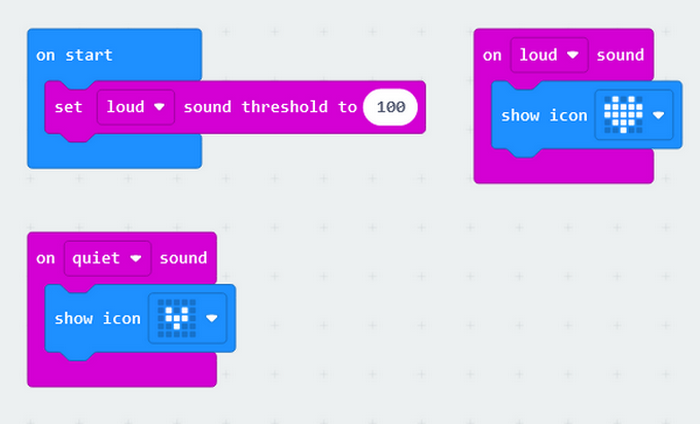 on start
set loud sound threshold to 100
on loud sound
show icon
on quiet sound
show icon